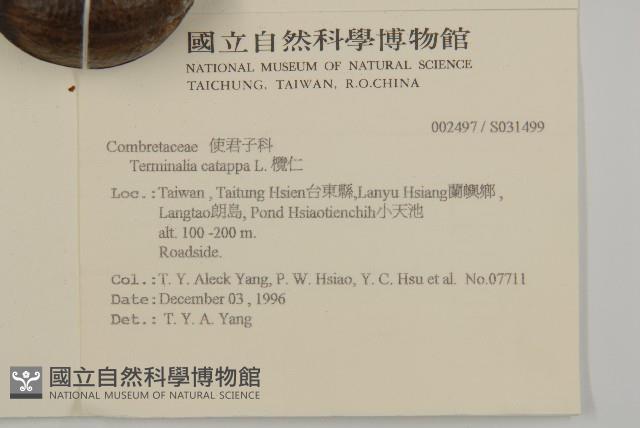 國立自然科學博物館
NATIONAL MUSEUM OF NATURAL SCIENCE
TAICHUNG, TAIWAN, R.O.CHINA
002497 / S031499
Combretaceae 使君子科
Terminalia catappa L. 欖仁
Loc.:Taiwan , Taitung Hsien台東縣,Lanyu Hsiang蘭嶼鄉 ,
Langtao朗島, Pond Hsiaotienchih小天池
alt. 100 -200 m.
Roadside.
Col.:T. Y. Aleck Yang, P. W. Hsiao, Y. C. Hsu et al. No.07711
Date:December 03 , 1996
Det.: T. Y. A. Yang
國立自然科學博物館
NATIONAL MUSEUM OF NATURAL SCIENCE